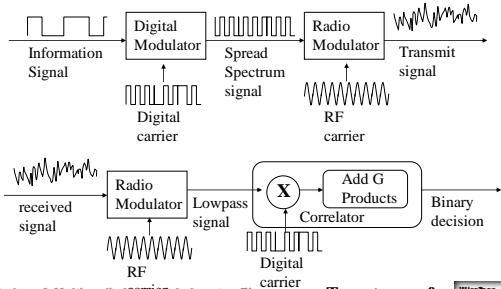 Information
Signal
Digital
Modulator
Spread
Spectrum
signal
Radio
Modulator
Transmit
signal
Digital
carrier
RF
carrier
received
signal
Radio
Modulator
Lowpass
signal
X
Add G
Products
Correlator
Binary
decision
RF
carrier
Digital
carrier